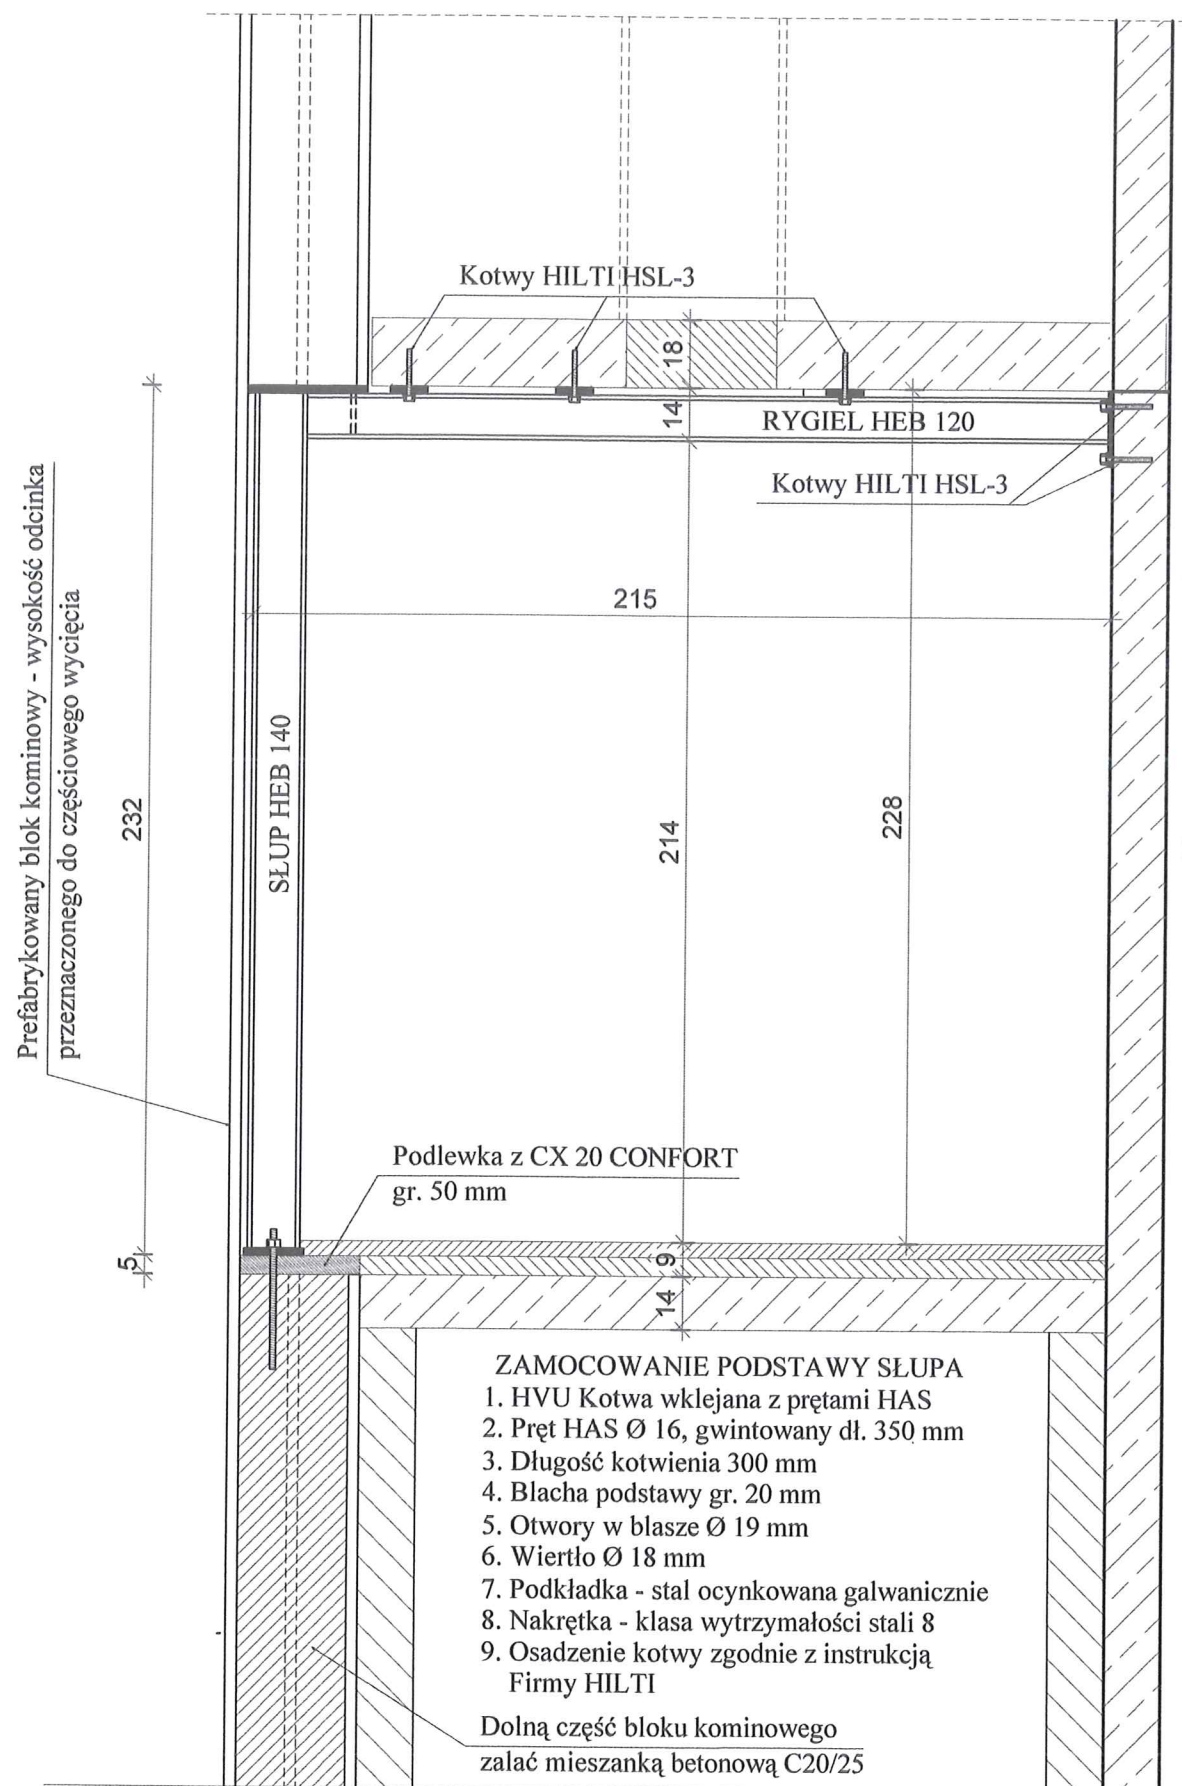 Kotwy HILTI HSL-3
18
14
RYGIEL HEB 120
Kotwy HILTI HSL-3
215
Prefabrykowany blok kominowy - wysokość odcinka
przeznaczonego do częściowego wycięcia
232
SŁUP HEB 140
214
228
Podlewka z CX 20 CONFORT
gr. 50 mm
5
9
14
ZAMOCOWANIE PODSTAWY SŁUPA
1. HVU Kotwa wklejana z prętami HAS
2. Pręt HAS Ø 16, gwintowany dł. 350 mm
3. Długość kotwienia 300 mm
4. Blacha podstawy gr. 20 mm
5. Otwory w blasze Ø 19 mm
6. Wiertło Ø 18 mm
7. Podkładka - stal ocynkowana galwanicznie
8. Nakrętka - klasa wytrzymałości stali 8
9. Osadzenie kotwy zgodnie z instrukcją
Firmy HILTI
Dolną część bloku kominowego
zalać mieszanką betonową C20/25